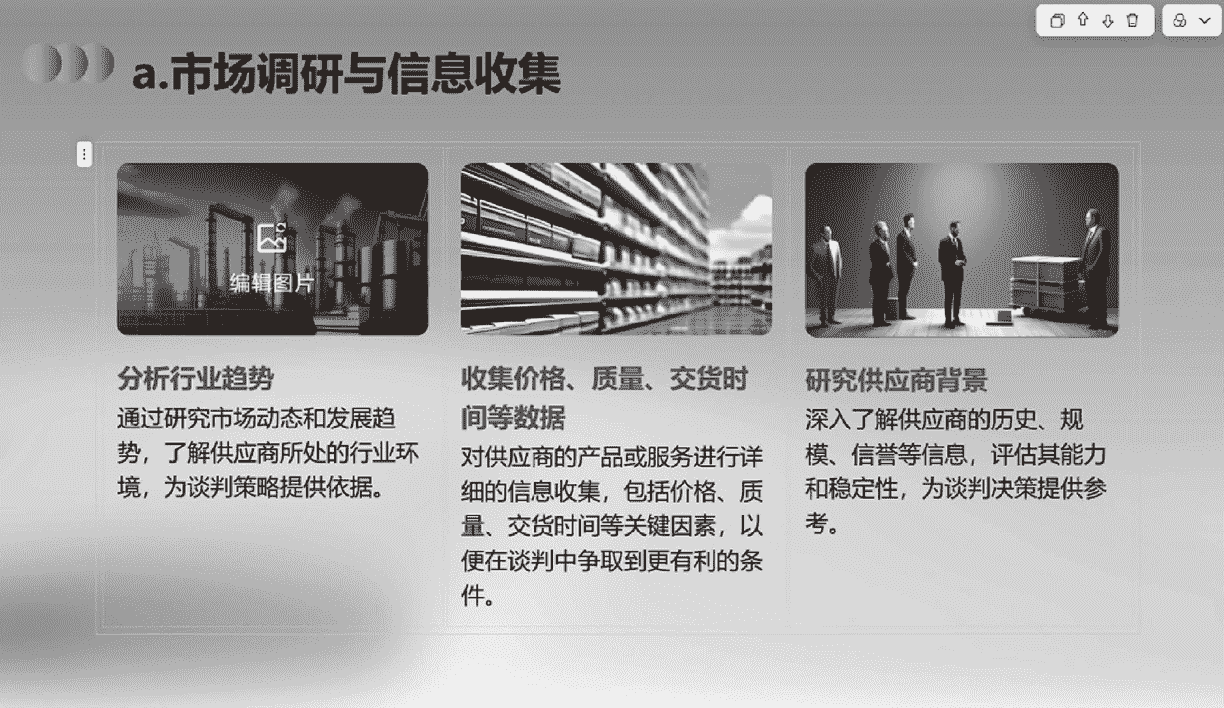 a.市场调研与信息收集
编辑图片
分析行业趋势
通过研究市场动态和发展趋
势，了解供应商所处的行业环
境，为谈判策略提供依据。
收集价格、质量、交货时
间等数据
对供应商的产品或服务进行详
细的信息收集，包括价格、质
量、交货时间等关键因素，以
便在谈判中争取到更有利的条
件。
研究供应商背景
深入了解供应商的历史、规
模、信誉等信息，评估其能力
和稳定性，为谈判决策提供参
考。